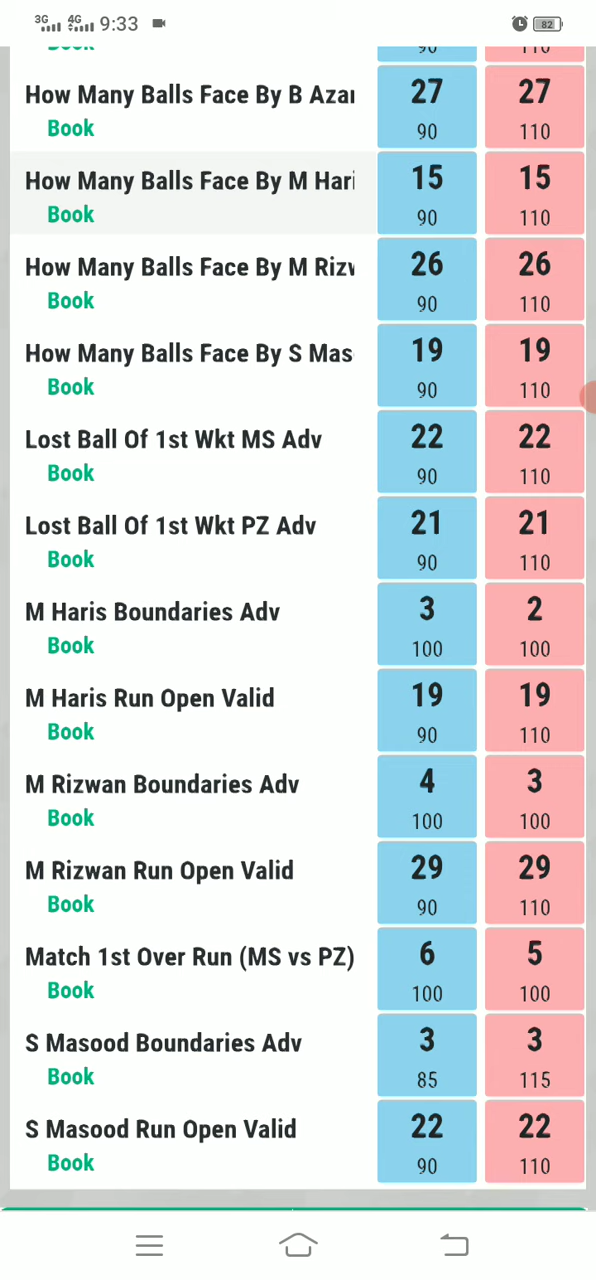 3G 4G 9:33 82
Book 90 110
How Many Balls Face By B Azar 27 27
Book 90 110
How Many Balls Face By M Hari 15 15
Book 90 110
How Many Balls Face By M Rizv 26 26
Book 90 110
How Many Balls Face By S Mas 19 19
Book 90 110
Lost Ball Of 1st Wkt MS Adv 22 22
Book 90 110
Lost Ball Of 1st Wkt PZ Adv 21 21
Book 90 110
M Haris Boundaries Adv 3 2
Book 100 100
M Haris Run Open Valid 19 19
Book 90 110
M Rizwan Boundaries Adv 4 3
Book 100 100
M Rizwan Run Open Valid 29 29
Book 90 110
Match 1st Over Run (MS vs PZ) 6 5
Book 100 100
S Masood Boundaries Adv 3 3
Book 85 115
S Masood Run Open Valid 22 22
Book 90 110